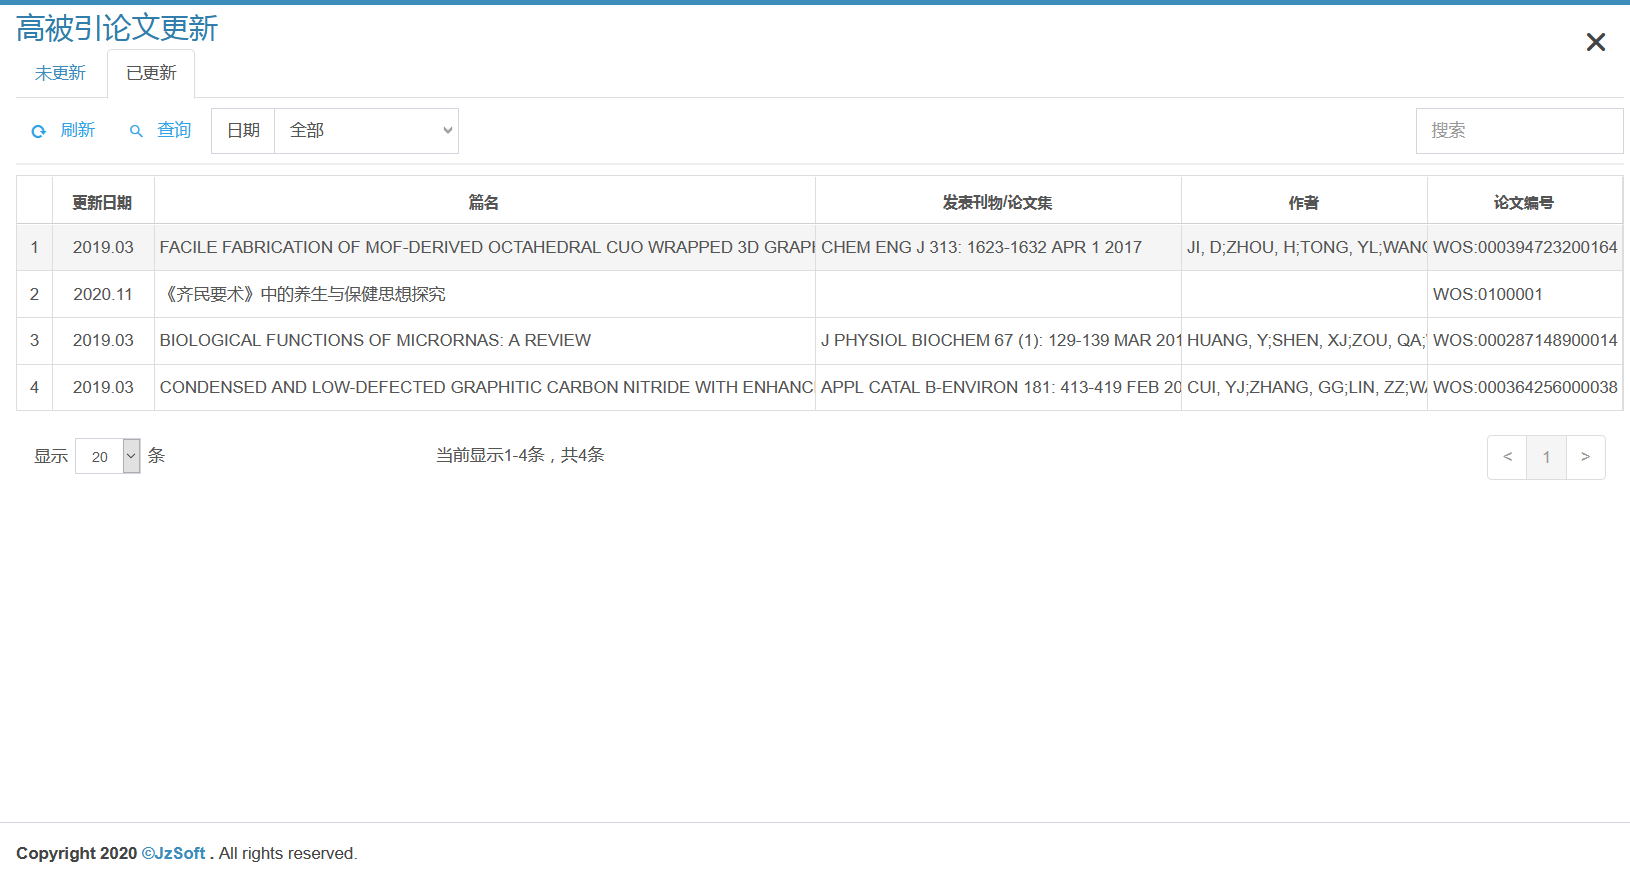 高被引论文更新
未更新 已更新
刷新 查询 日期 全部 搜索
更新日期 篇名 发表刊物/论文集 作者 论文编号
1 2019.03 FACILE FABRICATION OF MOF-DERIVED OCTAHEDRAL CUO WRAPPED 3D GRAPH CHEM ENG J 313: 1623-1632 APR 1 2017 JI, D;ZHOU, H;TONG, YL;WANG WOS:000394723200164
2 2020.11 《齐民要术》中的养生与保健思想探究 WOS:0100001
3 2019.03 BIOLOGICAL FUNCTIONS OF MICRORNAS: A REVIEW J PHYSIOL BIOCHEM 67 (1): 129-139 MAR 201 HUANG, Y;SHEN, XJ;ZOU, QA; WOS:000287148900014
4 2019.03 CONDENSED AND LOW-DEFECTED GRAPHITIC CARBON NITRIDE WITH ENHANC APPL CATAL B-ENVIRON 181: 413-419 FEB 20 CUI, YJ;ZHANG, GG;LIN, ZZ;WA WOS:000364256000038
显示 20 条 当前显示1-4条，共4条 < 1 >
Copyright 2020 ©JzSoft . All rights reserved.